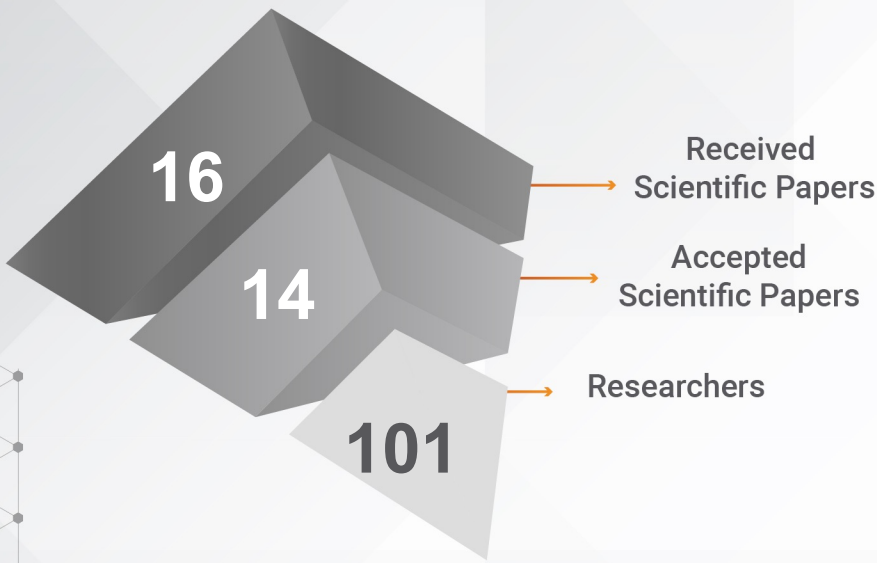 16
Received
Scientific Papers
14
Accepted
Scientific Papers
101
Researchers